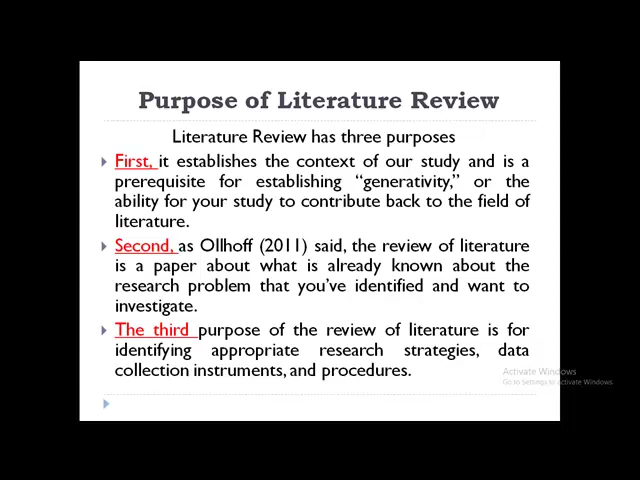 Purpose of Literature Review
Literature Review has three purposes
First, it establishes the context of our study and is a
prerequisite for establishing “generativity,” or the
ability for your study to contribute back to the field of
literature.
Second, as Ollhoff (2011) said, the review of literature
is a paper about what is already known about the
research problem that you’ve identified and want to
investigate.
The third purpose of the review of literature is for
identifying appropriate research strategies, data
collection instruments, and procedures.
Activate Windows
Go to Settings to activate Windows.